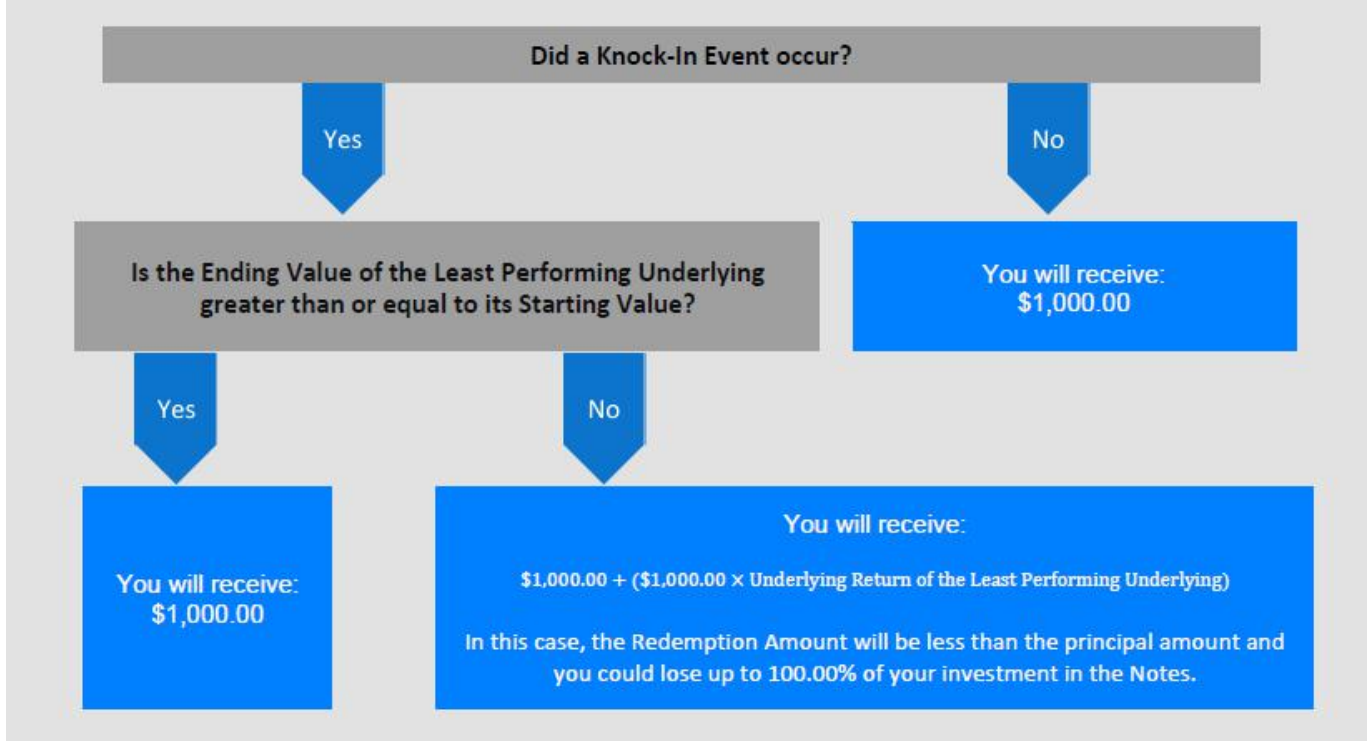 Did a Knock-In Event occur?
Yes
No
Is the Ending Value of the Least Performing Underlying
greater than or equal to its Starting Value?
You will receive:
$1,000.00
Yes
No
You will receive:
$1,000.00
You will receive:
$1,000.00 + ($1,000.00 × Underlying Return of the Least Performing Underlying)
In this case, the Redemption Amount will be less than the principal amount and
you could lose up to 100.00% of your investment in the Notes.